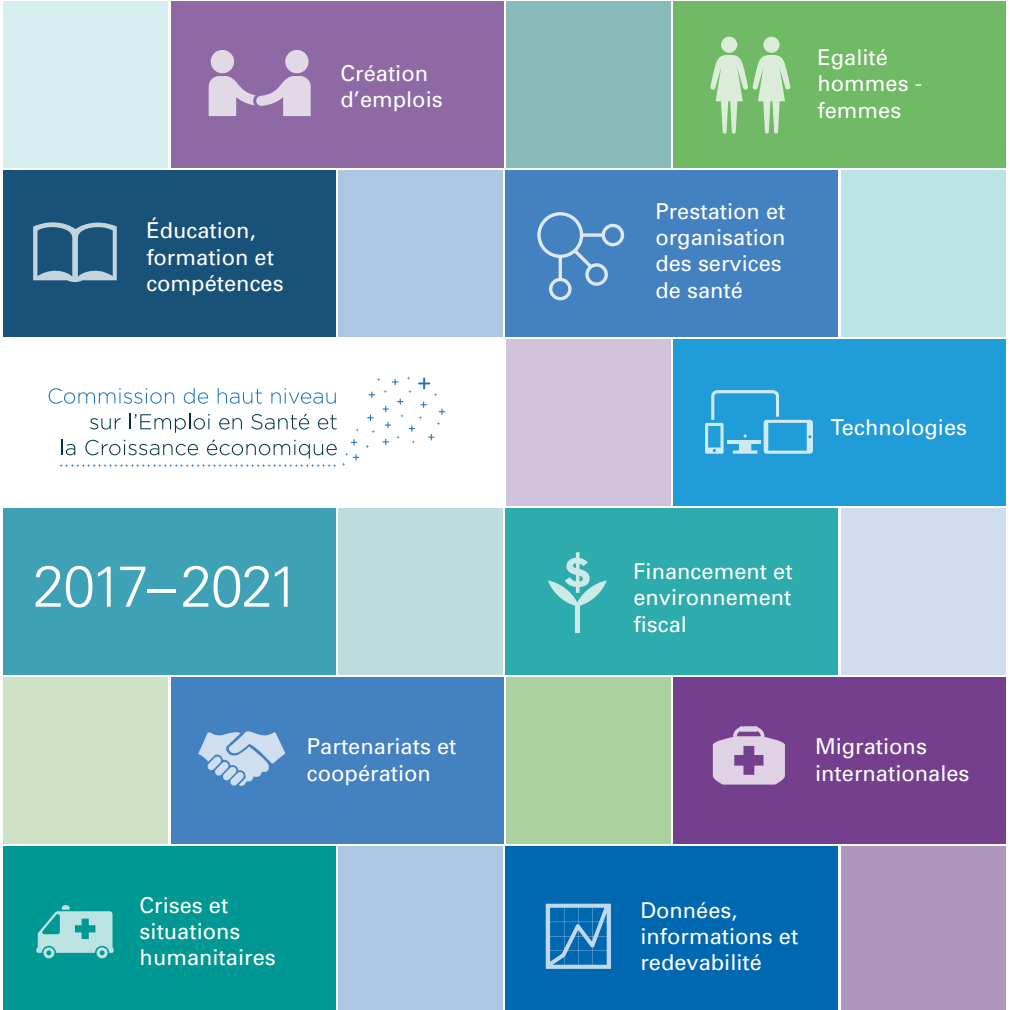 Création
d'emplois
Egalité
hommes -
femmes
Éducation,
formation et
compétences
Prestation et
organisation
des services
de santé
Commission de haut niveau
sur l'Emploi en Santé et
la Croissance économique
Technologies
2017–2021
$
Financement et
environnement
fiscal
Partenariats et
coopération
Migrations
internationales
Crises et
situations
humanitaires
Données,
informations et
redevabilité